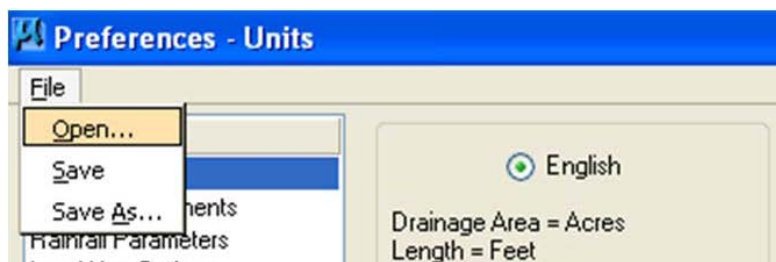 Preferences - Units
File
Open...
Save
Save As...
Rainfall Parameters
English
Drainage Area = Acres
Length = Feet